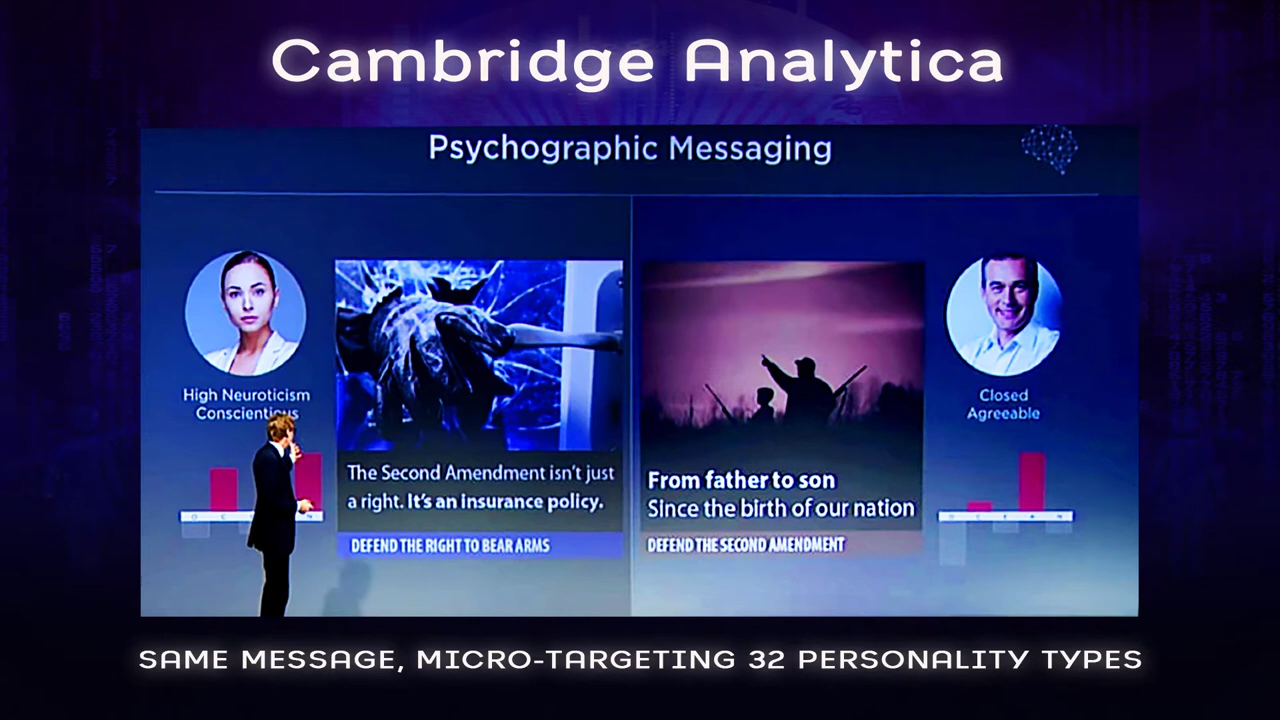 Cambridge Analytica
Psychographic Messaging
High Neuroticism
Conscientious
The Second Amendment isn't just
a right. It's an insurance policy.
DEFEND THE RIGHT TO BEAR ARMS
From father to son
Since the birth of our nation
DEFEND THE SECOND AMENDMENT
Closed
Agreeable
SAME MESSAGE, MICRO-TARGETING 32 PERSONALITY TYPES